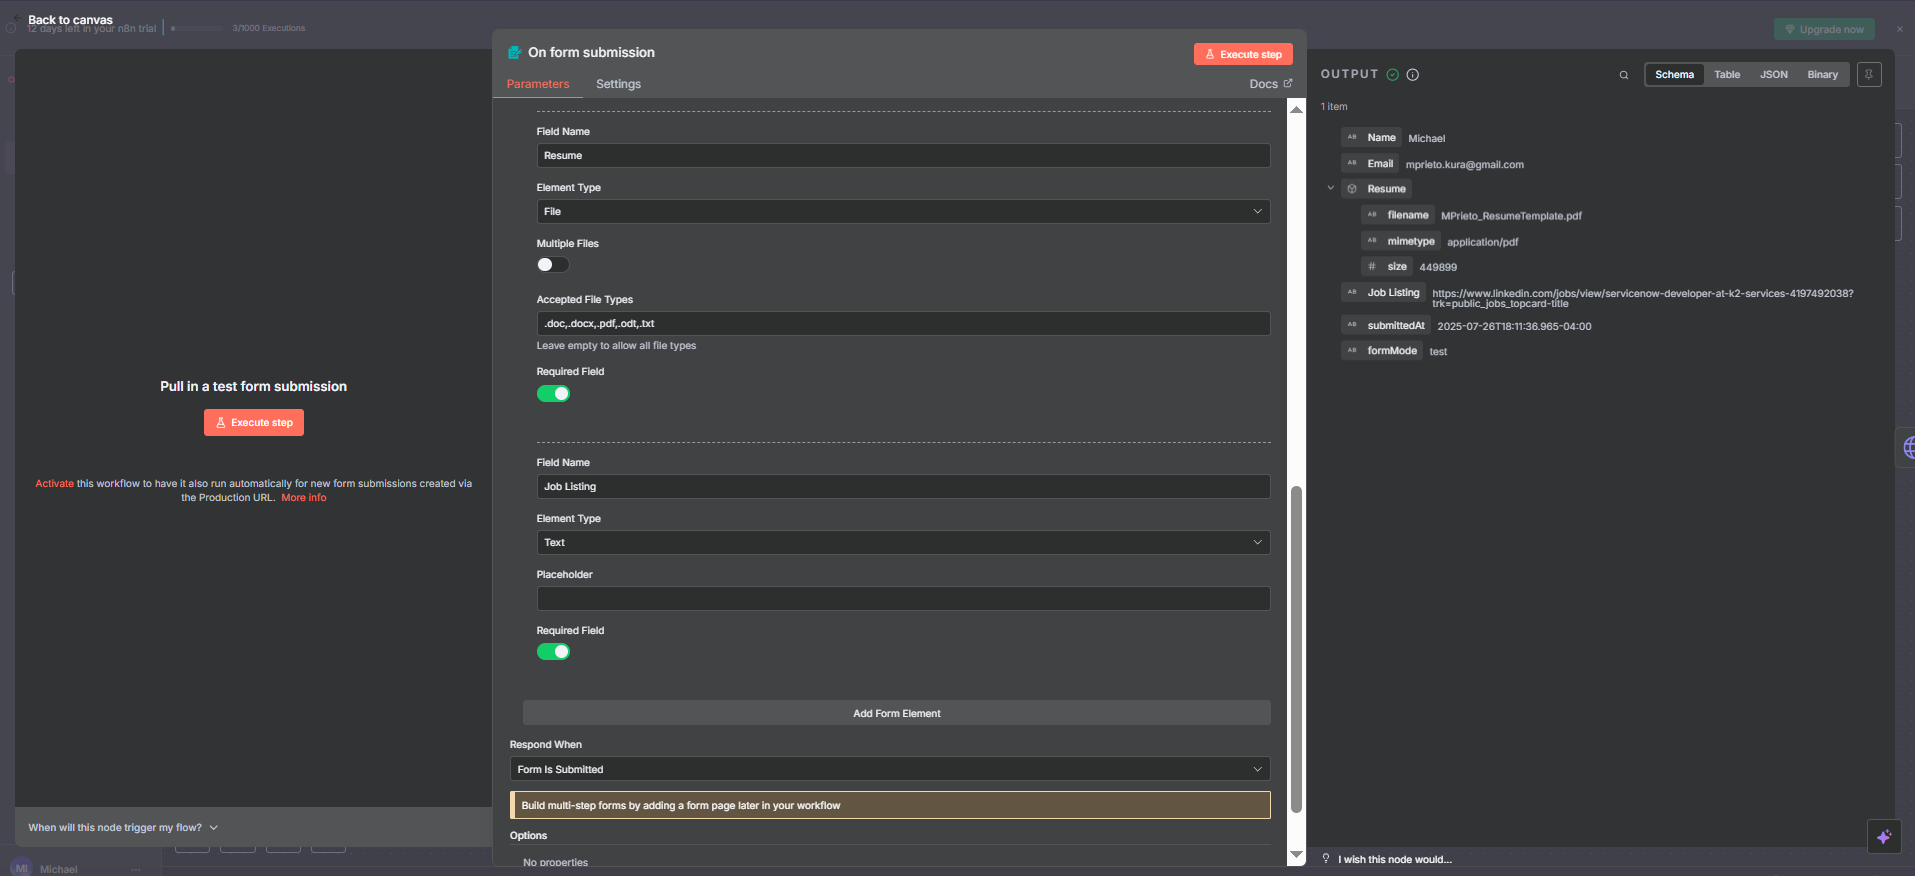 Back to canvas
12 days left in your n8n trial
3/1000 Executions
Upgrade now
On form submission
Execute step
Parameters
Settings
Docs
Pull in a test form submission
Execute step
Activate this workflow to have it also run automatically for new form submissions created via
the Production URL. More info
When will this node trigger my flow?
MI
Michael
Field Name
Resume
Element Type
File
Multiple Files
Accepted File Types
.doc,.docx,.pdf,.odt,.txt
Leave empty to allow all file types
Required Field
Field Name
Job Listing
Element Type
Text
Placeholder
Required Field
Add Form Element
Respond When
Form Is Submitted
Build multi-step forms by adding a form page later in your workflow
Options
No properties
OUTPUT
Schema
Table
JSON
Binary
1 item
AB Name Michael
AB Email mprieto.kura@gmail.com
Resume
AB filename MPrieto_ResumeTemplate.pdf
AB mimetype application/pdf
# size 449899
AB Job Listing https://www.linkedin.com/jobs/view/servicenow-developer-at-k2-services-4197492038?
trk=public_jobs_topcard-title
AB submittedAt 2025-07-26T18:11:36.965-04:00
AB formMode test
I wish this node would...